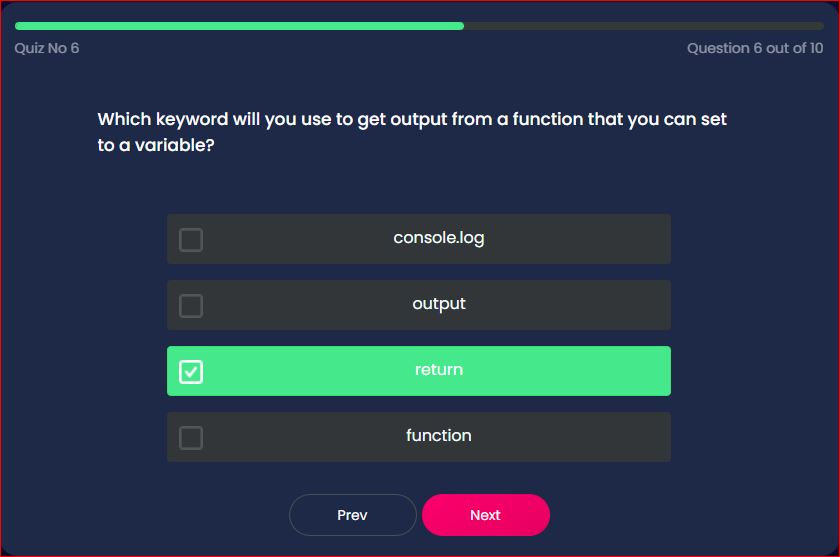 Quiz No 6
Question 6 out of 10
Which keyword will you use to get output from a function that you can set
to a variable?
console.log
output
return
function
Prev
Next